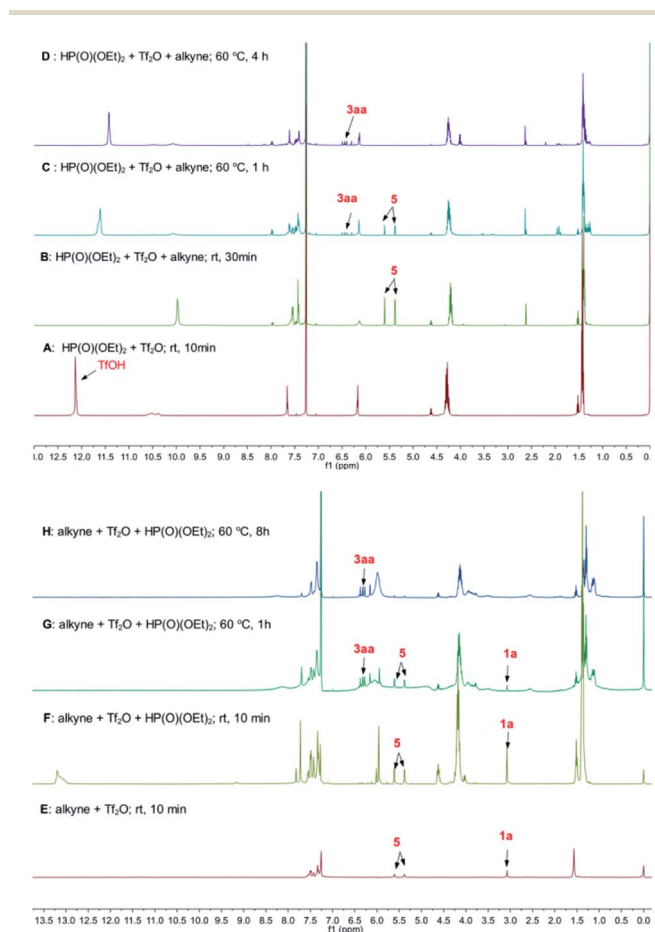 D : HP(O)(OEt)₂ + Tf₂O + alkyne; 60 °C, 4 h
3aa
C : HP(O)(OEt)₂ + Tf₂O + alkyne; 60°C, 1 h
3aa 5
B: HP(O)(OEt)₂ + Tf₂O + alkyne; rt, 30min
5
A: HP(O)(OEt)₂ + Tf₂O; rt, 10min
TfOH
13.0 12.5 12.0 11.5 11.0 10.5 10.0 9.5 9.0 8.5 8.0 7.5 7.0 6.5 6.0 5.5 5.0 4.5 4.0 3.5 3.0 2.5 2.0 1.5 1.0 0.5 0.0
f1 (ppm)
H: alkyne + Tf₂O + HP(O)(OEt)₂; 60 °C, 8h
3aa
G: alkyne + Tf₂O + HP(O)(OEt)₂; 60 °C, 1h
3aa 5 1a
F: alkyne + Tf₂O + HP(O)(OEt)₂; rt, 10 min
5 1a
E: alkyne + Tf₂O; rt, 10 min
5 1a
13.5 13.0 12.5 12.0 11.5 11.0 10.5 10.0 9.5 9.0 8.5 8.0 7.5 7.0 6.5 6.0 5.5 5.0 4.5 4.0 3.5 3.0 2.5 2.0 1.5 1.0 0.5 0.0
f1 (ppm)